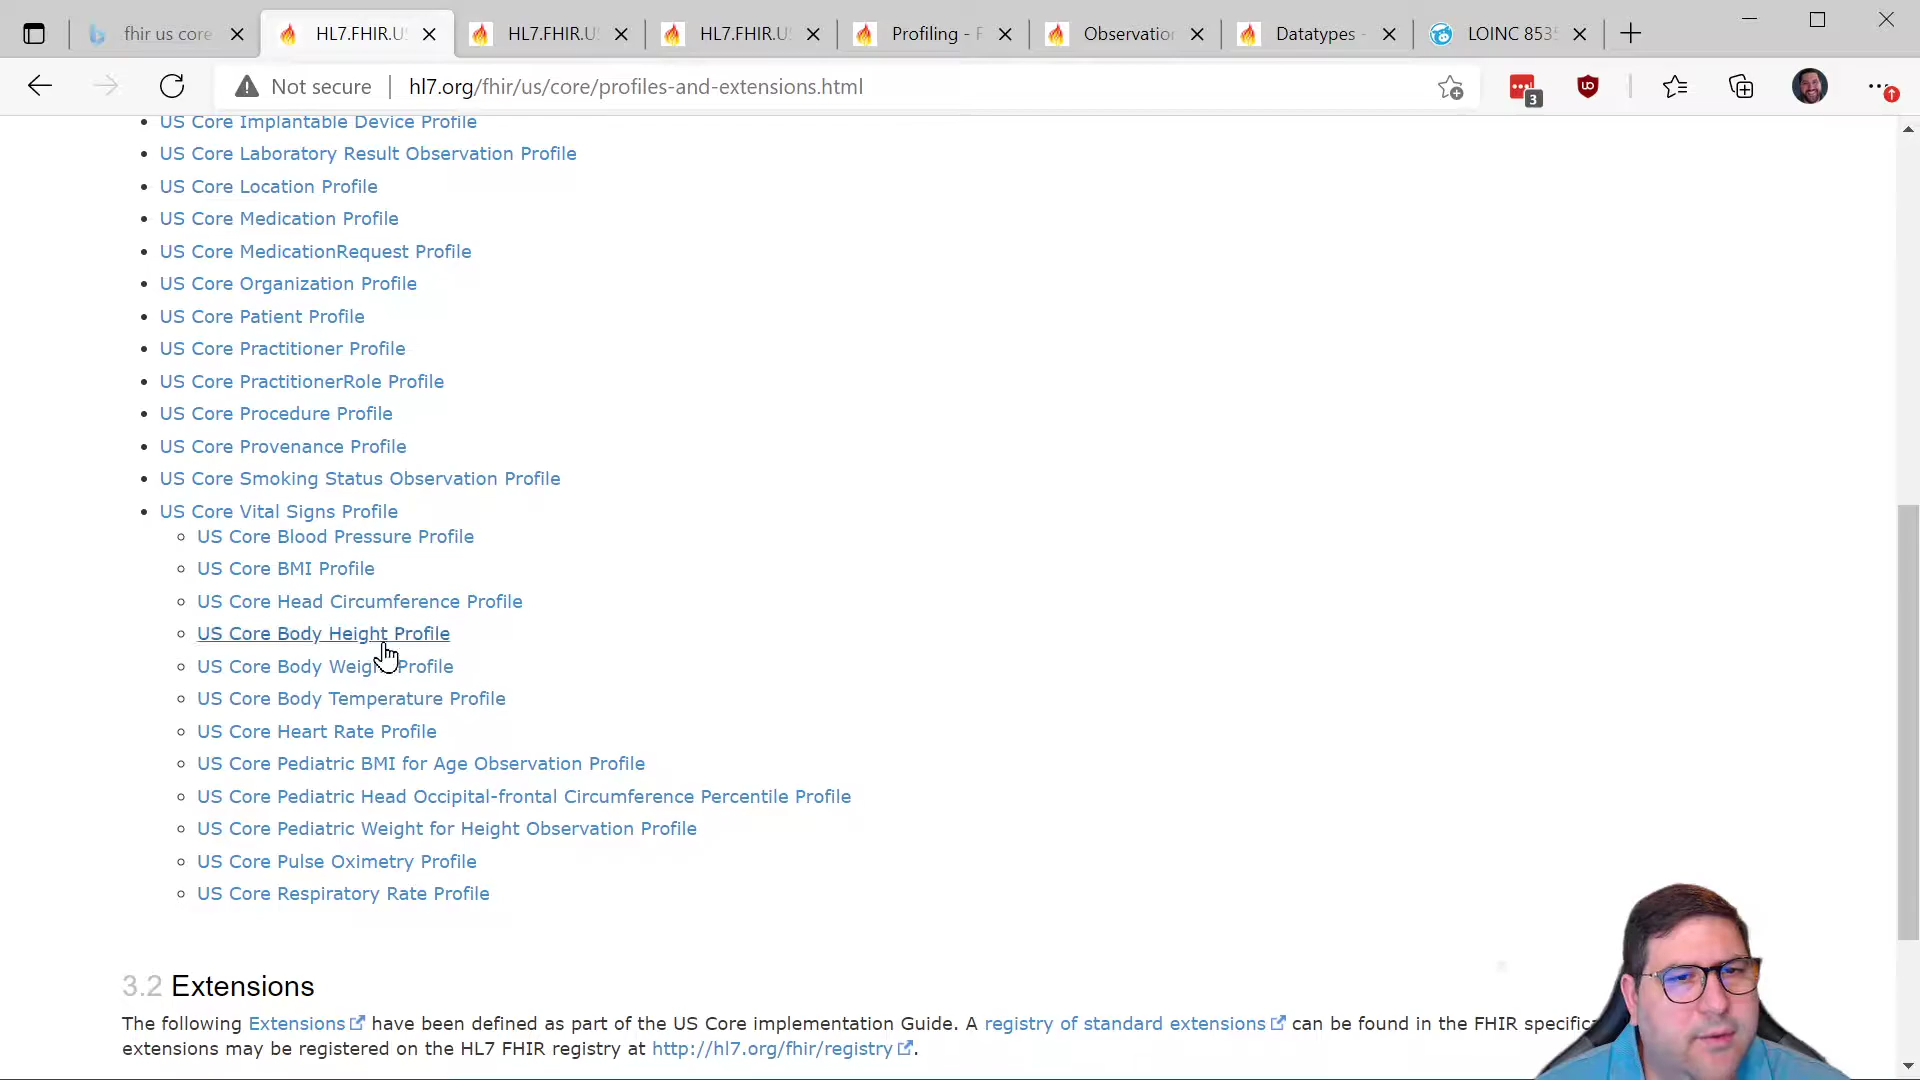 fhir us core
HL7.FHIR.U
HL7.FHIR.U
HL7.FHIR.U
Profiling - F
Observation
Datatypes -
LOINC 853
Not secure
hl7.org/fhir/us/core/profiles-and-extensions.html
3
US Core Implantable Device Profile
US Core Laboratory Result Observation Profile
US Core Location Profile
US Core Medication Profile
US Core MedicationRequest Profile
US Core Organization Profile
US Core Patient Profile
US Core Practitioner Profile
US Core PractitionerRole Profile
US Core Procedure Profile
US Core Provenance Profile
US Core Smoking Status Observation Profile
US Core Vital Signs Profile
US Core Blood Pressure Profile
US Core BMI Profile
US Core Head Circumference Profile
US Core Body Height Profile
US Core Body Weight Profile
US Core Body Temperature Profile
US Core Heart Rate Profile
US Core Pediatric BMI for Age Observation Profile
US Core Pediatric Head Occipital-frontal Circumference Percentile Profile
US Core Pediatric Weight for Height Observation Profile
US Core Pulse Oximetry Profile
US Core Respiratory Rate Profile
3.2 Extensions
The following Extensions have been defined as part of the US Core implementation Guide. A registry of standard extensions can be found in the FHIR specifica
extensions may be registered on the HL7 FHIR registry at http://hl7.org/fhir/registry.